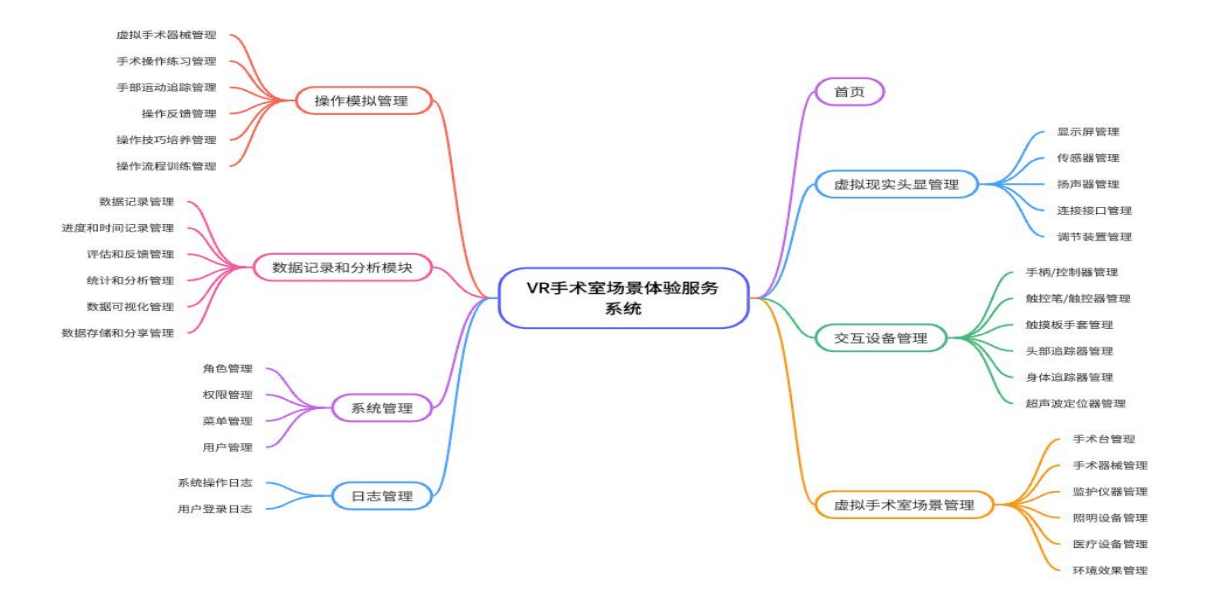 VR手术室场景体验服务
系统
首页
虚拟现实头显管理
显示屏管理
传感器管理
扬声器管理
连接接口管理
调节装置管理
交互设备管理
手柄/控制器管理
触控笔/触控器管理
触摸板手套管理
头部追踪器管理
身体追踪器管理
超声波定位器管理
虚拟手术室场景管理
手术台管理
手术器械管理
监护仪器管理
照明设备管理
医疗设备管理
环境效果管理
操作模拟管理
虚拟手术器械管理
手术操作练习管理
手部运动追踪管理
操作反馈管理
操作技巧培养管理
操作流程训练管理
数据记录和分析模块
数据记录管理
进度和时间记录管理
评估和反馈管理
统计和分析管理
数据可视化管理
数据存储和分享管理
系统管理
角色管理
权限管理
菜单管理
用户管理
日志管理
系统操作日志
用户登录日志